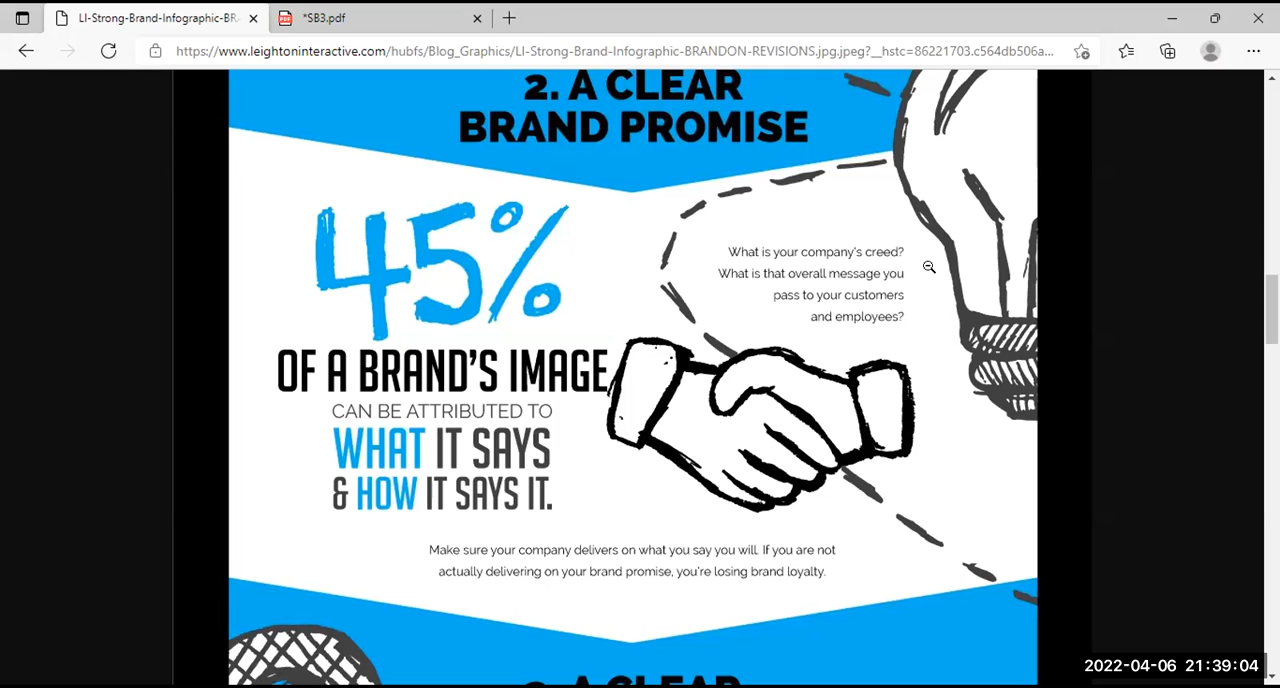 LI-Strong-Brand-Infographic-BR
*SB3.pdf
https://www.leightoninteractive.com/hubfs/Blog_Graphics/LI-Strong-Brand-Infographic-BRANDON-REVISIONS.jpg.jpeg?__hstc=86221703.c564db506a...
2. A CLEAR
BRAND PROMISE
45%
OF A BRAND'S IMAGE
CAN BE ATTRIBUTED TO
WHAT IT SAYS
& HOW IT SAYS IT.
What is your company's creed?
What is that overall message you
pass to your customers
and employees?
Make sure your company delivers on what you say you will. If you are not
actually delivering on your brand promise, you're losing brand loyalty.
2022-04-06 21:39:04